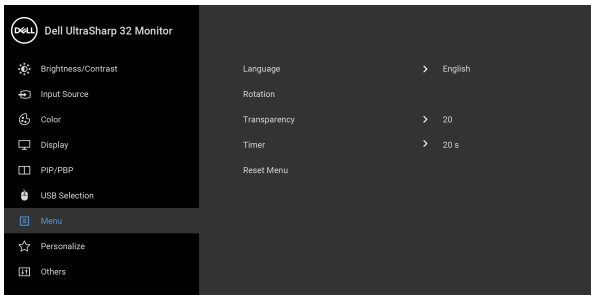 DELL Dell UltraSharp 32 Monitor
Brightness/Contrast
Input Source
Color
Display
PIP/PBP
USB Selection
Menu
Personalize
Others
Language > English
Rotation
Transparency > 20
Timer > 20 s
Reset Menu